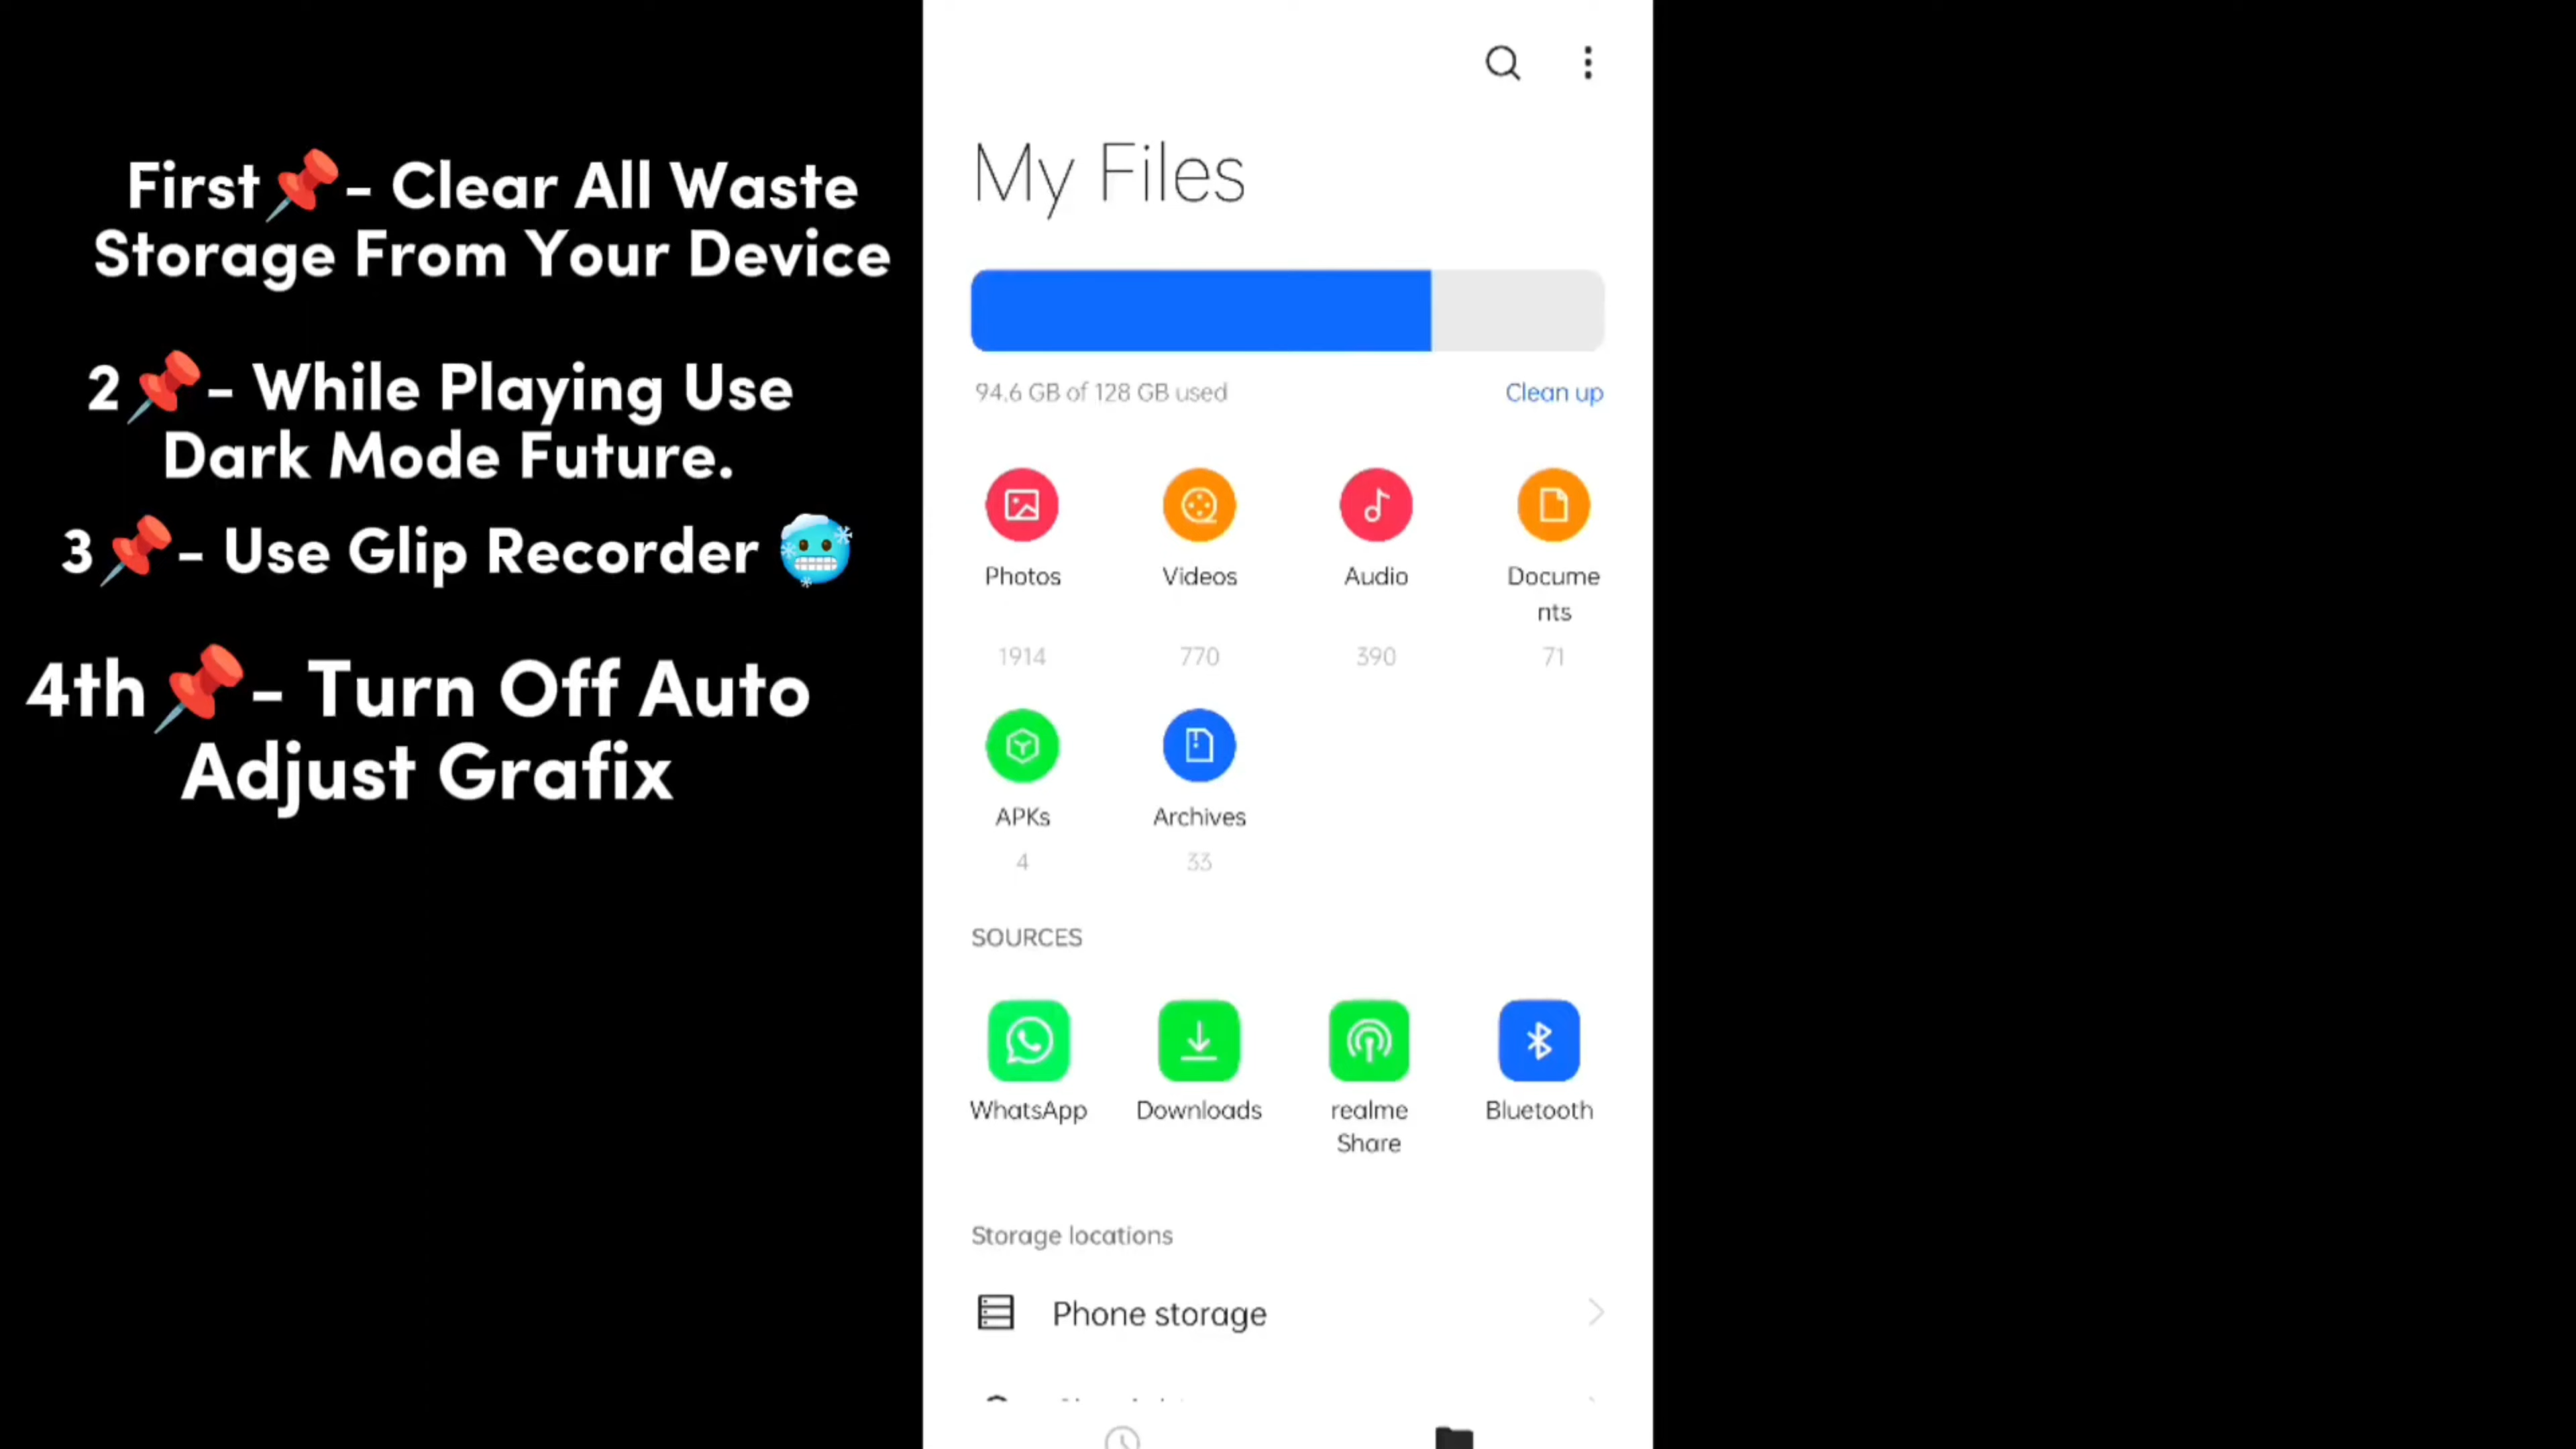 First📌- Clear All Waste
Storage From Your Device
2📌- While Playing Use
Dark Mode Future.
3📌- Use Glip Recorder 🥶
4th📌- Turn Off Auto
Adjust Grafix
My Files
94.6 GB of 128 GB used
Clean up
Photos
Videos
Audio
Docume
nts
1914
770
390
71
APKs
Archives
4
33
SOURCES
WhatsApp
Downloads
realme
Share
Bluetooth
Storage locations
Phone storage